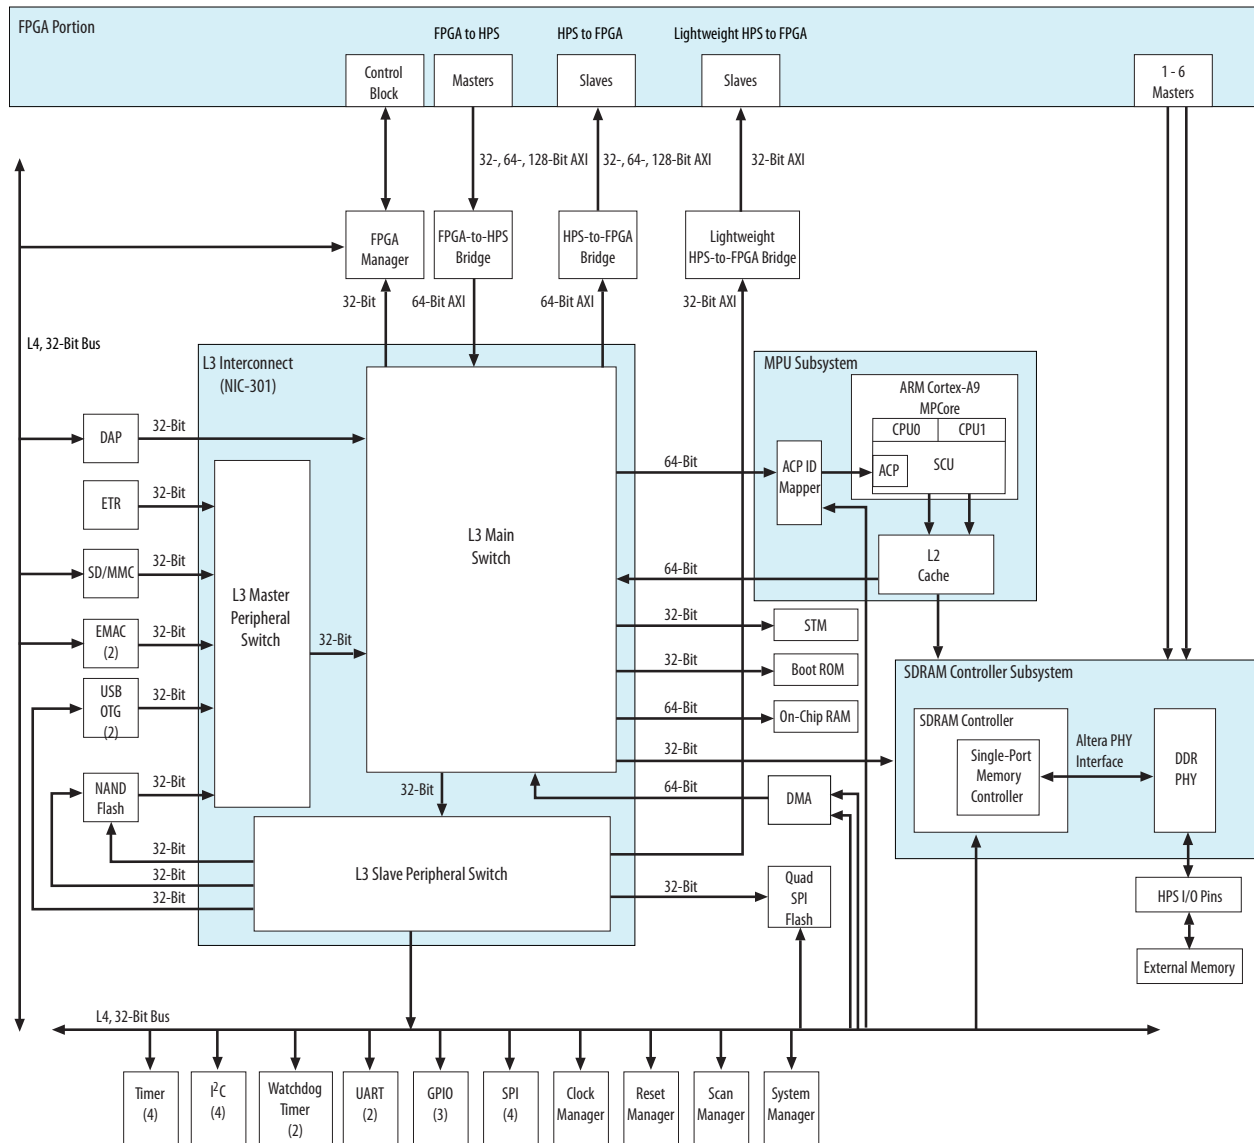 FPGA Portion
FPGA to HPS
HPS to FPGA
Lightweight HPS to FPGA
Control
Block
Masters
Slaves
Slaves
1 - 6
Masters
32-, 64-, 128-Bit AXI
32-, 64-, 128-Bit AXI
32-Bit AXI
FPGA
Manager
FPGA-to-HPS
Bridge
HPS-to-FPGA
Bridge
Lightweight
HPS-to-FPGA Bridge
32-Bit
64-Bit AXI
64-Bit AXI
32-Bit AXI
L4, 32-Bit Bus
L3 Interconnect
(NIC-301)
MPU Subsystem
ARM Cortex-A9
MPCore
CPU0
CPU1
ACP
SCU
ACP ID
Mapper
L2
Cache
DAP
32-Bit
ETR
32-Bit
SD/MMC
32-Bit
EMAC
(2)
32-Bit
USB
OTG
(2)
32-Bit
NAND
Flash
32-Bit
L3 Master
Peripheral
Switch
32-Bit
L3 Main
Switch
64-Bit
64-Bit
32-Bit
STM
32-Bit
Boot ROM
64-Bit
On-Chip RAM
32-Bit
64-Bit
DMA
32-Bit
SDRAM Controller Subsystem
SDRAM Controller
Single-Port
Memory
Controller
Altera PHY
Interface
DDR
PHY
HPS I/O Pins
External Memory
L3 Slave Peripheral Switch
32-Bit
32-Bit
32-Bit
32-Bit
Quad
SPI
Flash
L4, 32-Bit Bus
Timer
(4)
I²C
(4)
Watchdog
Timer
(2)
UART
(2)
GPIO
(3)
SPI
(4)
Clock
Manager
Reset
Manager
Scan
Manager
System
Manager